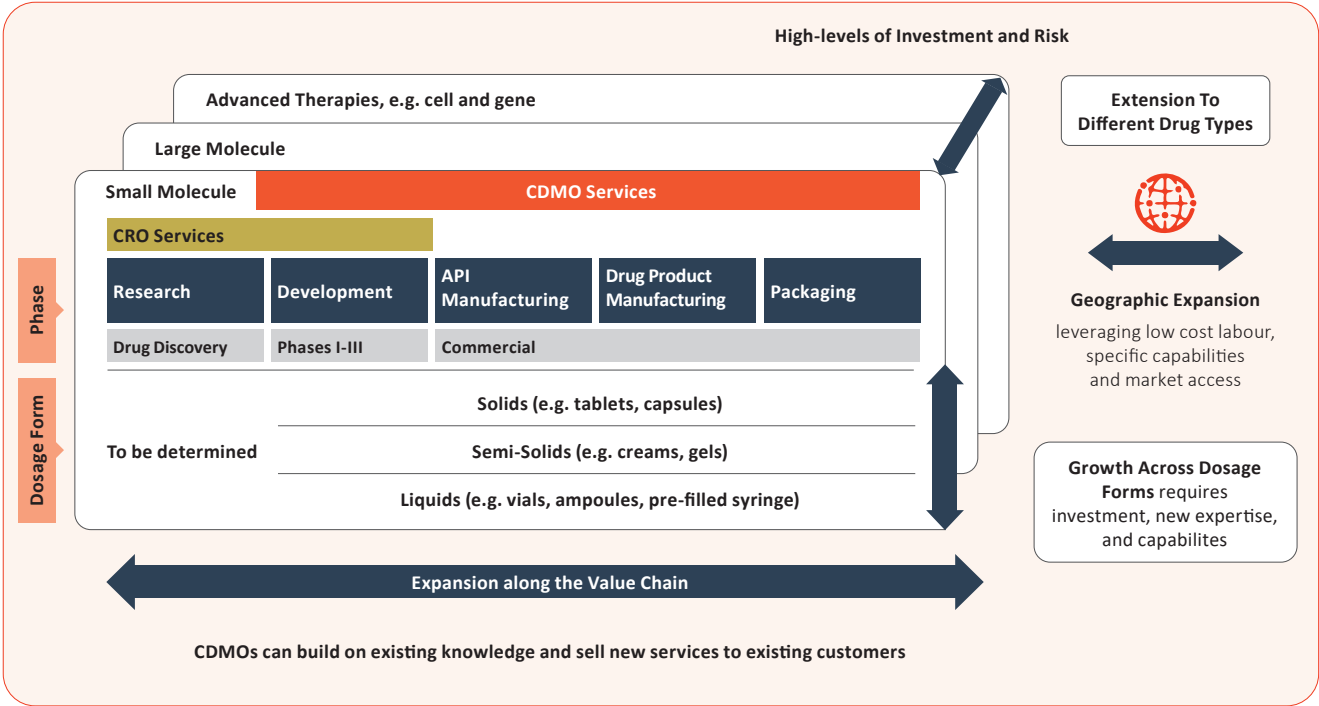 High-levels of Investment and Risk
Advanced Therapies, e.g. cell and gene
Large Molecule
Small Molecule
CDMO Services
CRO Services
Phase
Research
Development
API
Manufacturing
Drug Product
Manufacturing
Packaging
Drug Discovery
Phases I-III
Commercial
Dosage Form
To be determined
Solids (e.g. tablets, capsules)
Semi-Solids (e.g. creams, gels)
Liquids (e.g. vials, ampoules, pre-filled syringe)
Expansion along the Value Chain
CDMOs can build on existing knowledge and sell new services to existing customers
Extension To
Different Drug Types
Geographic Expansion
leveraging low cost labour,
specific capabilities
and market access
Growth Across Dosage
Forms requires
investment, new expertise,
and capabilites